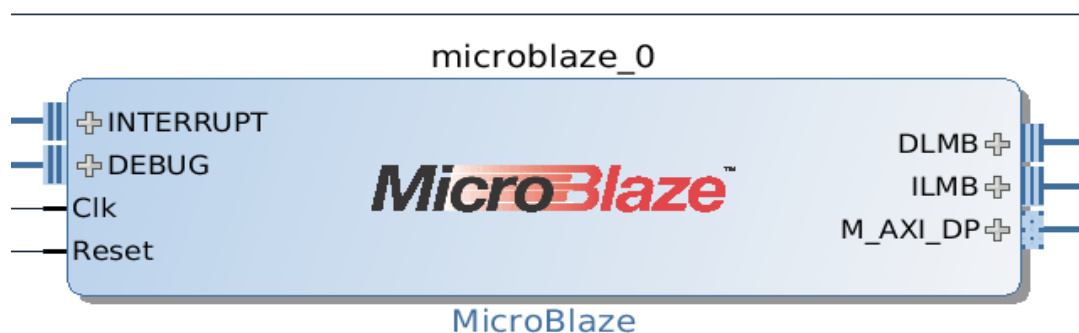 microblaze_0
INTERRUPT
DEBUG
Clk
Reset
MicroBlaze™
DLMB
ILMB
M_AXI_DP
MicroBlaze